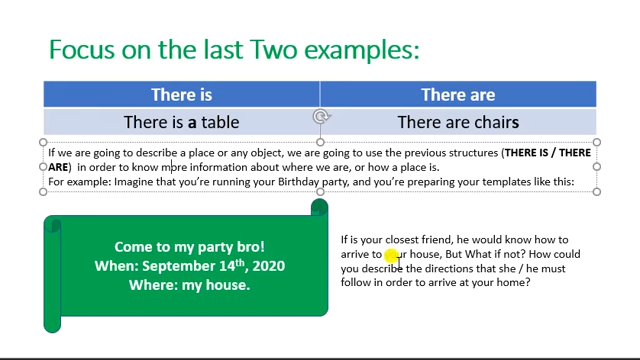 Focus on the last Two examples:
There is
There are
There is a table
There are chairs
If we are going to describe a place or any object, we are going to use the previous structures (THERE IS / THERE
ARE) in order to know more information about where we are, or how a place is.
For example: Imagine that you're running your Birthday party, and you're preparing your templates like this:
Come to my party bro!
When: September 14th, 2020
Where: my house.
If is your closest friend, he would know how to
arrive to your house, But What if not? How could
you describe the directions that she / he must
follow in order to arrive at your home?